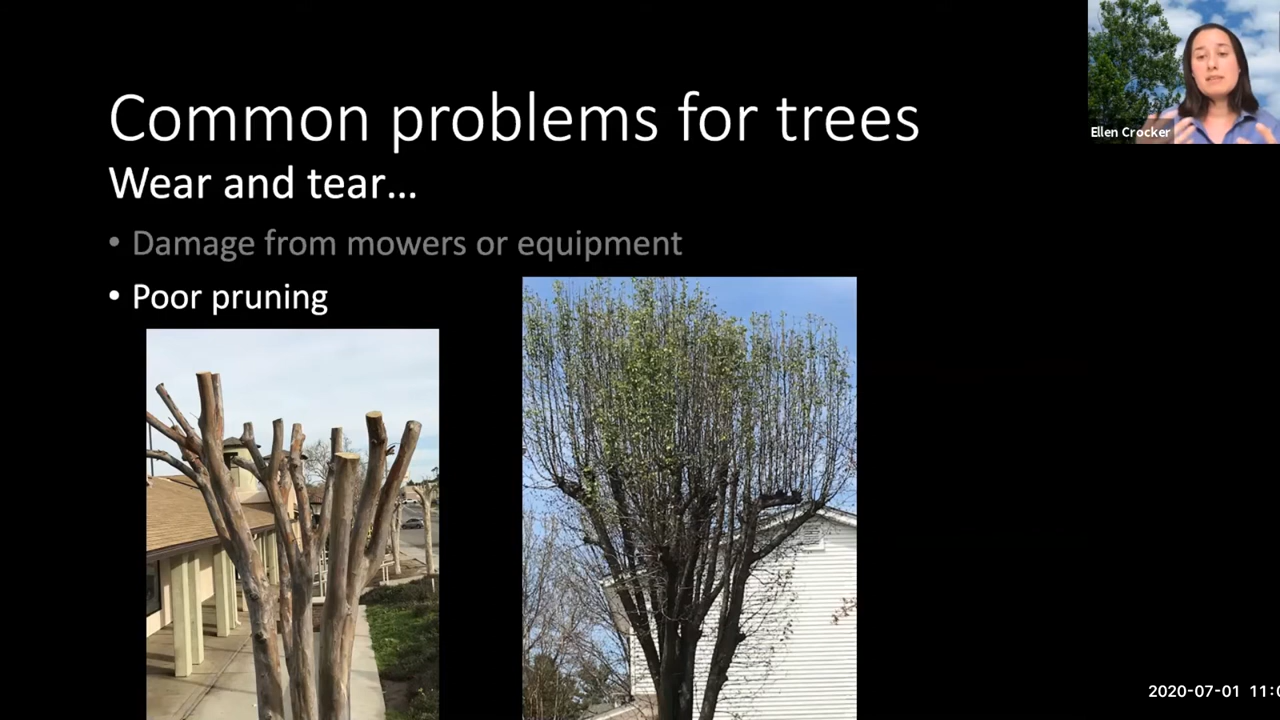 Common problems for trees
Wear and tear...
• Damage from mowers or equipment
• Poor pruning
Ellen Crocker
2020-07-01 11: